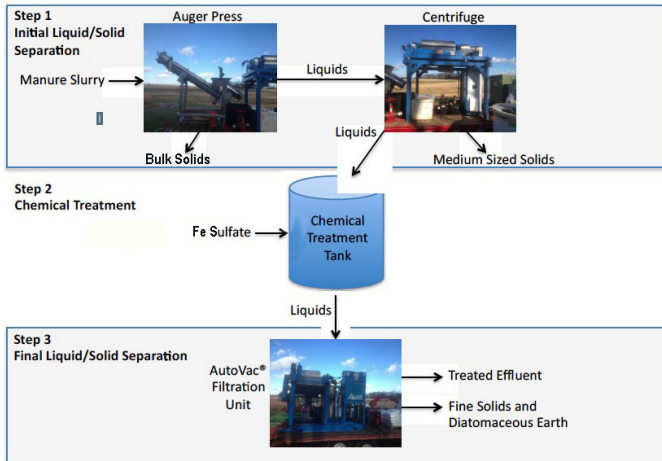 Step 1
Initial Liquid/Solid
Separation
Auger Press
Centrifuge
Manure Slurry
Liquids
Liquids
Bulk Solids
Medium Sized Solids
Step 2
Chemical Treatment
Fe Sulfate
Chemical
Treatment
Tank
Liquids
Step 3
Final Liquid/Solid Separation
AutoVac®
Filtration
Unit
Treated Effluent
Fine Solids and
Diatomaceous Earth